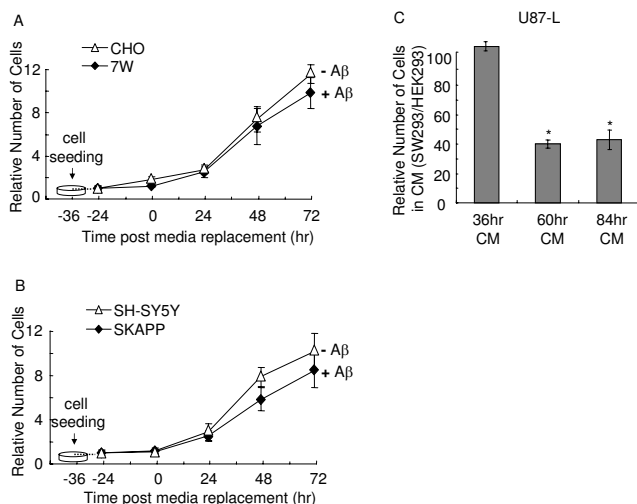 A
Relative Number of Cells
12
8
4
0
CHO
7W
- Aβ
+ Aβ
cell
seeding
-36 -24 0 24 48 72
Time post media replacement (hr)
B
Relative Number of Cells
12
8
4
0
SH-SY5Y
SKAPP
- Aβ
+ Aβ
cell
seeding
-36 -24 0 24 48 72
Time post media replacement (hr)
C
U87-L
Relative Number of Cells
in CM (SW293/HEK293)
100
80
60
40
20
0
* *
36hr 60hr 84hr
CM CM CM